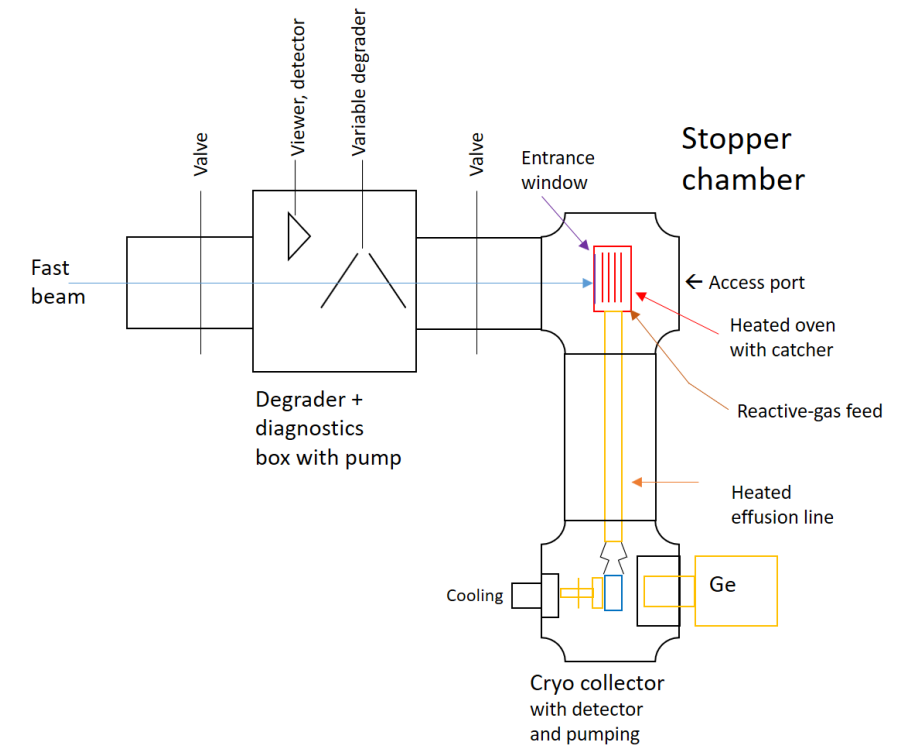 Valve
Viewer, detector
Variable degrader
Valve
Stopper
chamber
Entrance
window
Fast
beam
← Access port
Heated oven
with catcher
Reactive-gas feed
Degrader +
diagnostics
box with pump
Heated
effusion line
Cooling
Ge
Cryo collector
with detector
and pumping